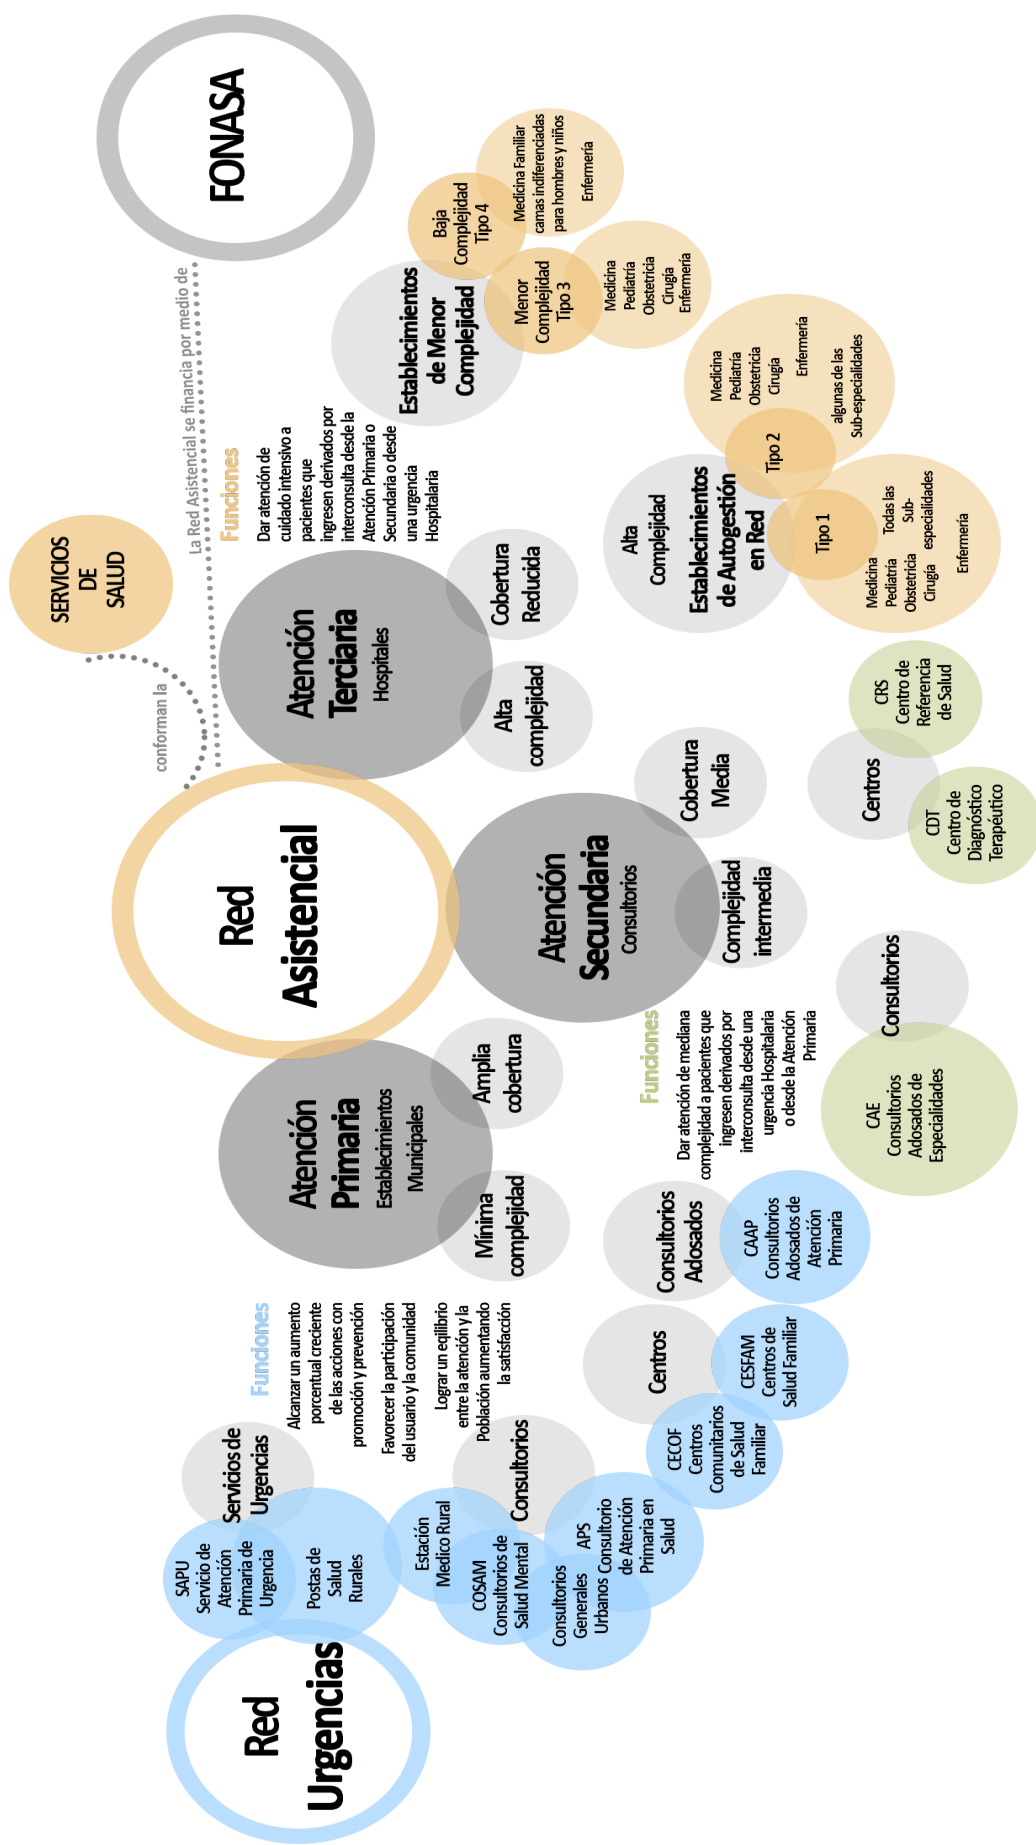 SERVICIOS
DE
SALUD
conforman la
La Red Asistencial se financia por medio de
FONASA
Red
Asistencial
Red
Urgencias
Atención
Primaria
Establecimientos
Municipales
Mínima
complejidad
Amplia
cobertura
Funciones
Alcanzar un aumento
porcentual creciente
de las acciones con
promoción y prevención
Favorecer la participación
del usuario y la comunidad
Lograr un eqilibrio
entre la atención y la
Población aumentando
la satisfacción
Servicios de
Urgencias
SAPU
Servicio de
Atención
Primaria de
Urgencia
Postas de
Salud
Rurales
Consultorios
Estación
Medico Rural
COSAM
Consultorios de
Salud Mental
Consultorios
Generales
Urbanos
APS
Consultorio
de Atención
Primaria en
Salud
Centros
CECOF
Centros
Comunitarios
de Salud
Familiar
CESFAM
Centros de
Salud Familiar
Consultorios
Adosados
CAAP
Consultorios
Adosados de
Atención
Primaria
Atención
Secundaria
Consultorios
Complejidad
intermedia
Cobertura
Media
Funciones
Dar atención de mediana
complejidad a pacientes que
ingresen derivados por
interconsulta desde una
urgencia Hospitalaria
o desde la Atención
Primaria
Consultorios
CAE
Consultorios
Adosados de
Especialidades
Centros
CDT
Centro de
Diagnóstico
Terapéutico
CRS
Centro de
Referencia
de Salud
Atención
Terciaria
Hospitales
Alta
complejidad
Cobertura
Reducida
Funciones
Dar atención de
cuidado intensivo a
pacientes que
ingresen derivados por
interconsulta desde la
Atención Primaria o
Secundaria o desde
una urgencia
Hospitalaria
Alta
Complejidad
Establecimientos
de Autogestión
en Red
Tipo 1
Medicina
Pediatría
Obstetricia
Cirugía
Todas las
Sub-
especialidades
Enfermería
Tipo 2
Medicina
Pediatría
Obstetricia
Cirugía
Enfermería
algunas de las
Sub-especialidades
Establecimientos
de Menor
Complejidad
Menor
Complejidad
Tipo 3
Medicina
Pediatría
Obstetricia
Cirugía
Enfermería
Baja
Complejidad
Tipo 4
Medicina Familiar
camas indiferenciadas
para hombres y niños
Enfermería